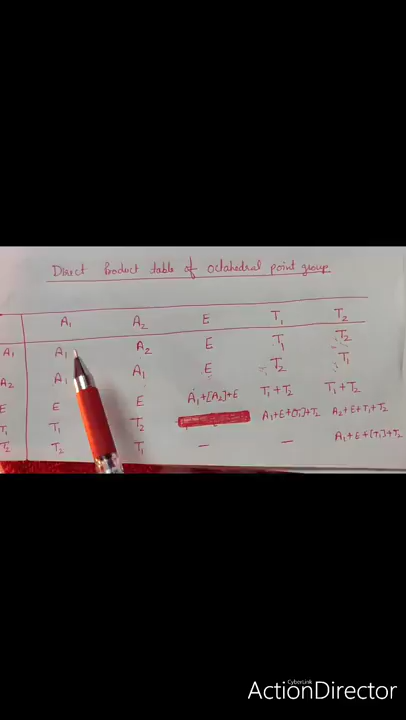 Direct Product table of octahedral point group
A₁ A₂ E T₁ T₂
A₁ A₁ A₂ E T₁ T₂
A₂ A₁ A₁ E T₂ T₁
E E E A₁+[A₂]+E T₁+T₂ T₁+T₂
T₁ T₁ T₂ A₁+E+[T₁]+T₂ A₂+E+T₁+T₂
T₂ T₂ T₁ — — A₁+E+[T₁]+T₂
CyberLink
ActionDirector